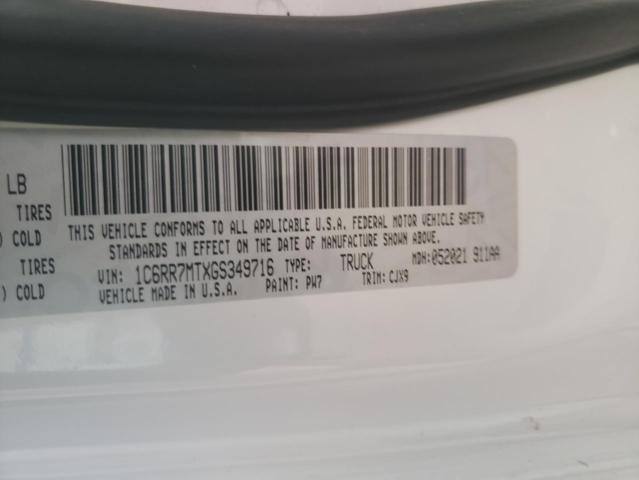 LB
TIRES
) COLD
TIRES
) COLD
THIS VEHICLE CONFORMS TO ALL APPLICABLE U.S.A. FEDERAL MOTOR VEHICLE SAFETY
STANDARDS IN EFFECT ON THE DATE OF MANUFACTURE SHOWN ABOVE.
VIN: 1C6RR7MTXGS349716 TYPE: TRUCK MDH:052021 911AA
VEHICLE MADE IN U.S.A. PAINT: PW7 TRIM: CJX9